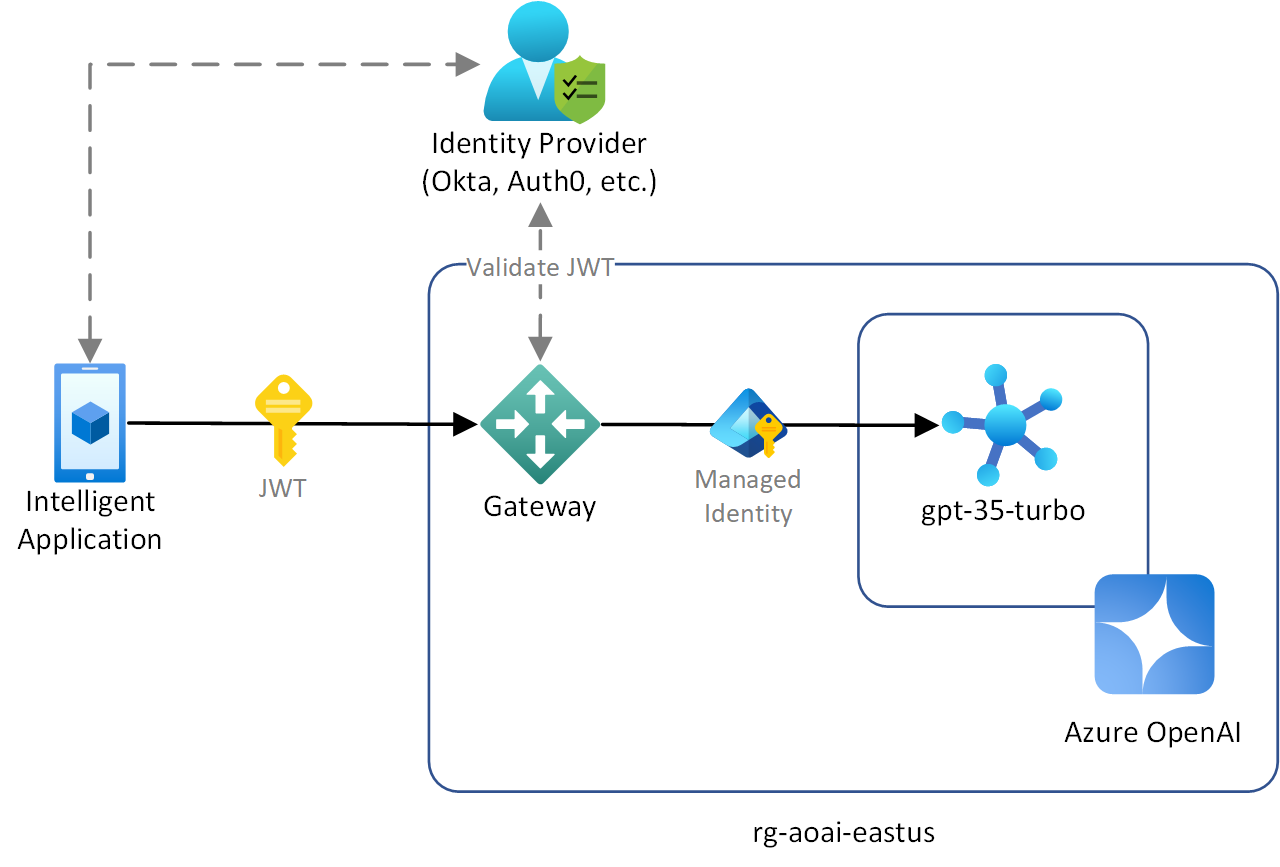 Identity Provider
(Okta, Auth0, etc.)
Validate JWT
Intelligent
Application
JWT
Gateway
Managed
Identity
gpt-35-turbo
Azure OpenAI
rg-aoai-eastus